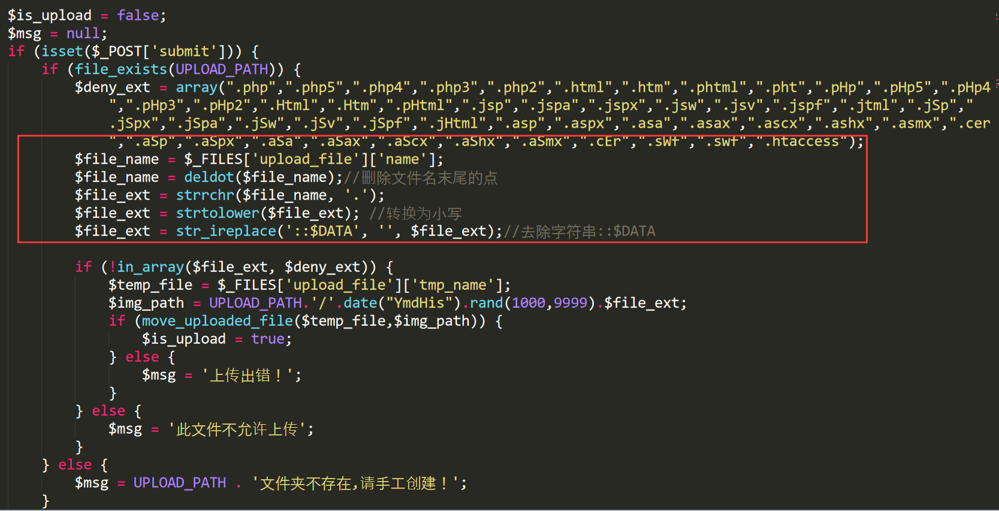 $is_upload = false;
$msg = null;
if (isset($_POST['submit'])) {
    if (file_exists(UPLOAD_PATH)) {
        $deny_ext = array(".php",".php5",".php4",".php3",".php2",".html",".htm",".phtml",".pht",".pHp",".pHp5",".pHp4
            ",".pHp3",".pHp2",".Html",".Htm",".pHtml",".jsp",".jspa",".jspx",".jsw",".jsv",".jspf",".jtml",".jSp","
            .jSpx",".jSpa",".jSw",".jSv",".jSpf",".jHtml",".asp",".aspx",".asa",".asax",".ascx",".ashx",".asmx",".cer
            ",".aSp",".aSpx",".aSa",".aSax",".aScx",".aShx",".aSmx",".cEr",".sWf",".swf",".htaccess");
        $file_name = $_FILES['upload_file']['name'];
        $file_name = deldot($file_name);//删除文件名末尾的点
        $file_ext = strrchr($file_name, '.');
        $file_ext = strtolower($file_ext); //转换为小写
        $file_ext = str_ireplace('::$DATA', '', $file_ext);//去除字符串::$DATA
        if (!in_array($file_ext, $deny_ext)) {
            $temp_file = $_FILES['upload_file']['tmp_name'];
            $img_path = UPLOAD_PATH.'/'.date("YmdHis").rand(1000,9999).$file_ext;
            if (move_uploaded_file($temp_file,$img_path)) {
                $is_upload = true;
            } else {
                $msg = '上传出错！';
            }
        } else {
            $msg = '此文件不允许上传';
        }
    } else {
        $msg = UPLOAD_PATH . '文件夹不存在,请手工创建！';
    }